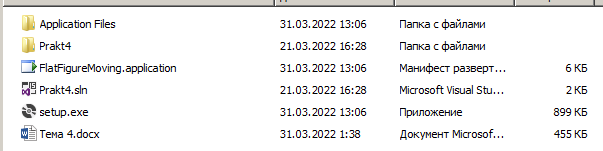 Application Files 31.03.2022 13:06 Папка с файлами
Prakt4 21.03.2022 16:28 Папка с файлами
FlatFigureMoving.application 31.03.2022 13:06 Манифест разверт... 6 КБ
Prakt4.sln 21.03.2022 16:28 Microsoft Visual Stu... 2 КБ
setup.exe 31.03.2022 13:06 Приложение 899 КБ
Тема 4.docx 31.03.2022 1:38 Документ Microsof... 455 КБ